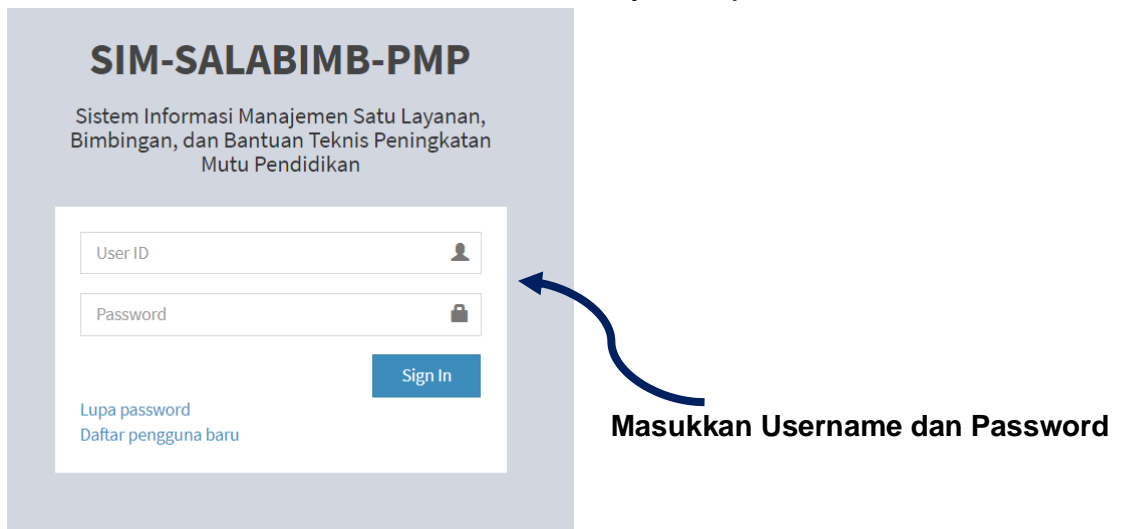 SIM-SALABIMB-PMP
Sistem Informasi Manajemen Satu Layanan,
Bimbingan, dan Bantuan Teknis Peningkatan
Mutu Pendidikan
User ID
Password
Sign In
Lupa password
Daftar pengguna baru
Masukkan Username dan Password